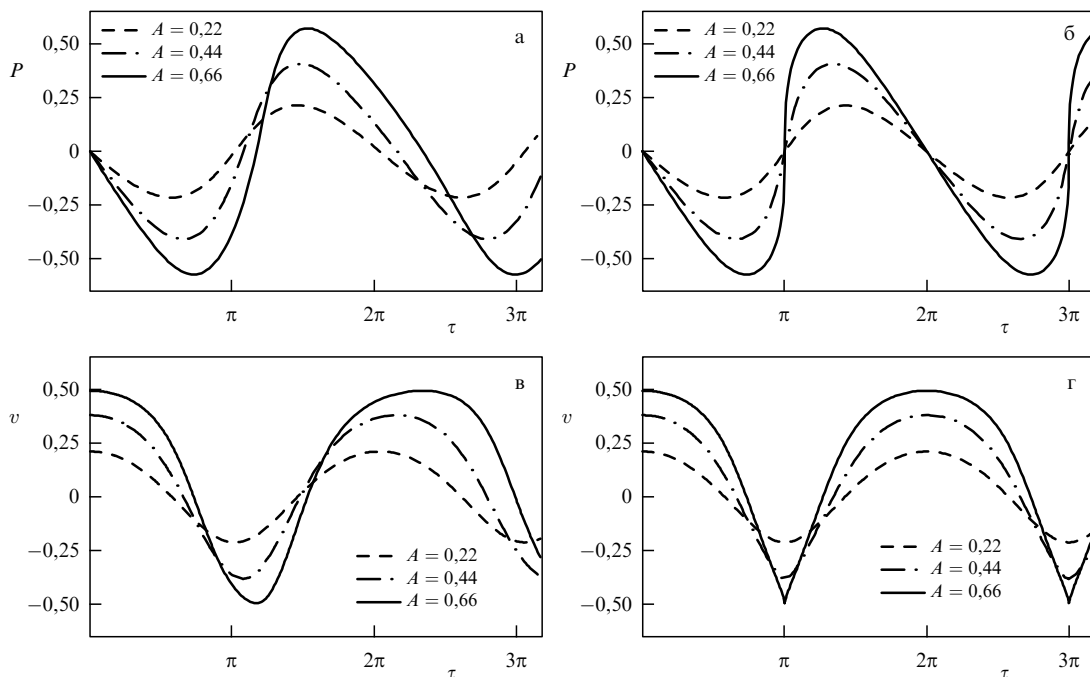 0,50
0,25
0
−0,25
−0,50
P
A = 0,22
A = 0,44
A = 0,66
а
π
2π
τ
3π
0,50
0,25
0
−0,25
−0,50
P
A = 0,22
A = 0,44
A = 0,66
б
π
2π
τ
3π
0,50
0,25
0
−0,25
−0,50
v
A = 0,22
A = 0,44
A = 0,66
в
π
2π
τ
3π
0,50
0,25
0
−0,25
−0,50
v
A = 0,22
A = 0,44
A = 0,66
г
π
2π
τ
3π